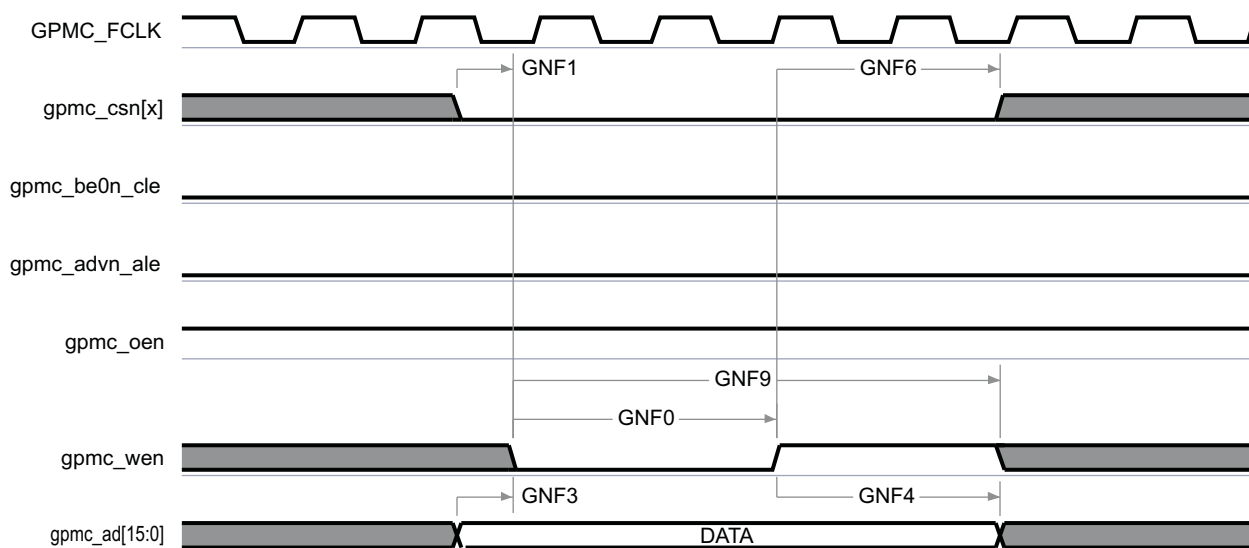 GPMC_FCLK
GNF1
GNF6
gpmc_csn[x]
gpmc_be0n_cle
gpmc_advn_ale
gpmc_oen
GNF9
GNF0
gpmc_wen
GNF3
GNF4
gpmc_ad[15:0]
DATA